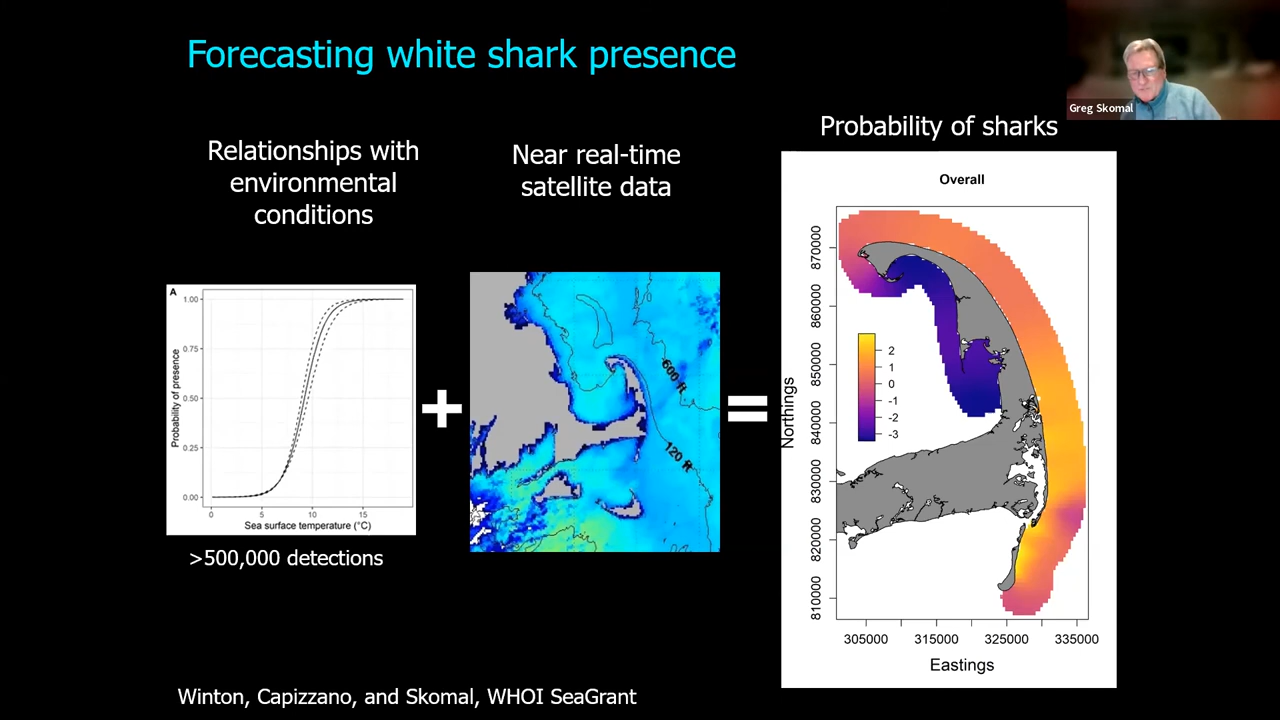 Forecasting white shark presence
Greg Skomal
Relationships with
environmental
conditions
Near real-time
satellite data
Probability of sharks
A
1.00
0.75
0.50
0.25
0.00
Probability of presence
0
5
10
15
Sea surface temperature (°C)
>500,000 detections
+
600 ft
120 ft
=
Overall
870000
860000
850000
840000
830000
820000
810000
Northings
2
1
0
-1
-2
-3
305000
315000
325000
335000
Eastings
Winton, Capizzano, and Skomal, WHOI SeaGrant